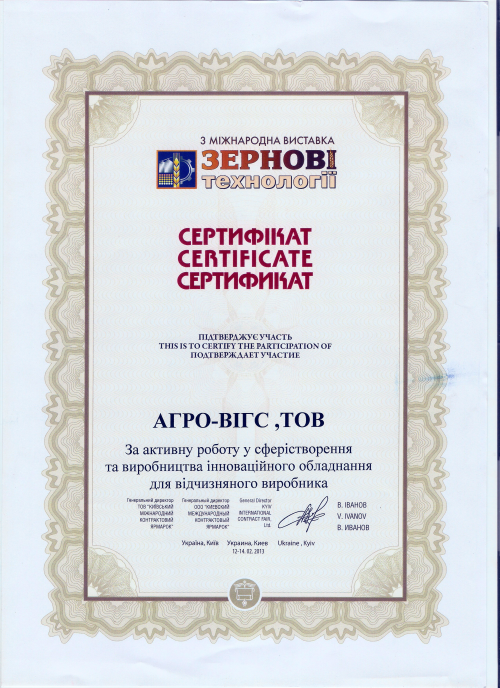 З МІЖНАРОДНА ВИСТАВКА
ЗЕРНОВІ
технології
СЕРТИФІКАТ
CERTIFICATE
СЕРТИФИКАТ
ПІДТВЕРДЖУЄ УЧАСТЬ
THIS IS TO CERTIFY THE PARTICIPATION OF
ПОДТВЕРЖДАЕТ УЧАСТИЕ
АГРО-ВІГС ,ТОВ
За активну роботу у сферістворення
та виробництва інноваційного обладнання
для відчизняного виробника
Генеральний директор
ТОВ "КИЇВСЬКИЙ
МІЖНАРОДНИЙ
КОНТРАКТОВИЙ
ЯРМАРОК"
Генеральный директор
ООО "КИЕВСКИЙ
МЕЖДУНАРОДНЫЙ
КОНТРАКТОВЫЙ
ЯРМАРОК"
General Director
KYIV
INTERNATIONAL
CONTRACT FAIR,
Ltd.
В. ІВАНОВ
V. IVANOV
В. ИВАНОВ
Україна, Київ Украина, Киев Ukraine , Kyiv
12-14. 02. 2013